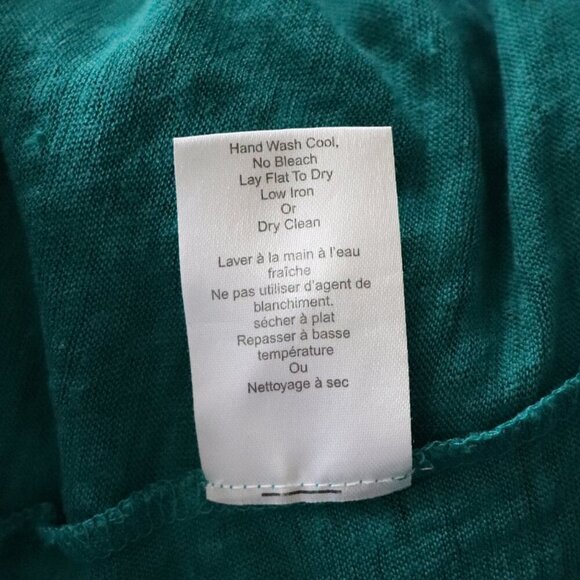 Hand Wash Cool,
No Bleach
Lay Flat To Dry
Low Iron
Or
Dry Clean
Laver à la main à l'eau
fraîche
Ne pas utiliser d'agent de
blanchiment.
sécher à plat
Repasser à basse
température
Ou
Nettoyage à sec